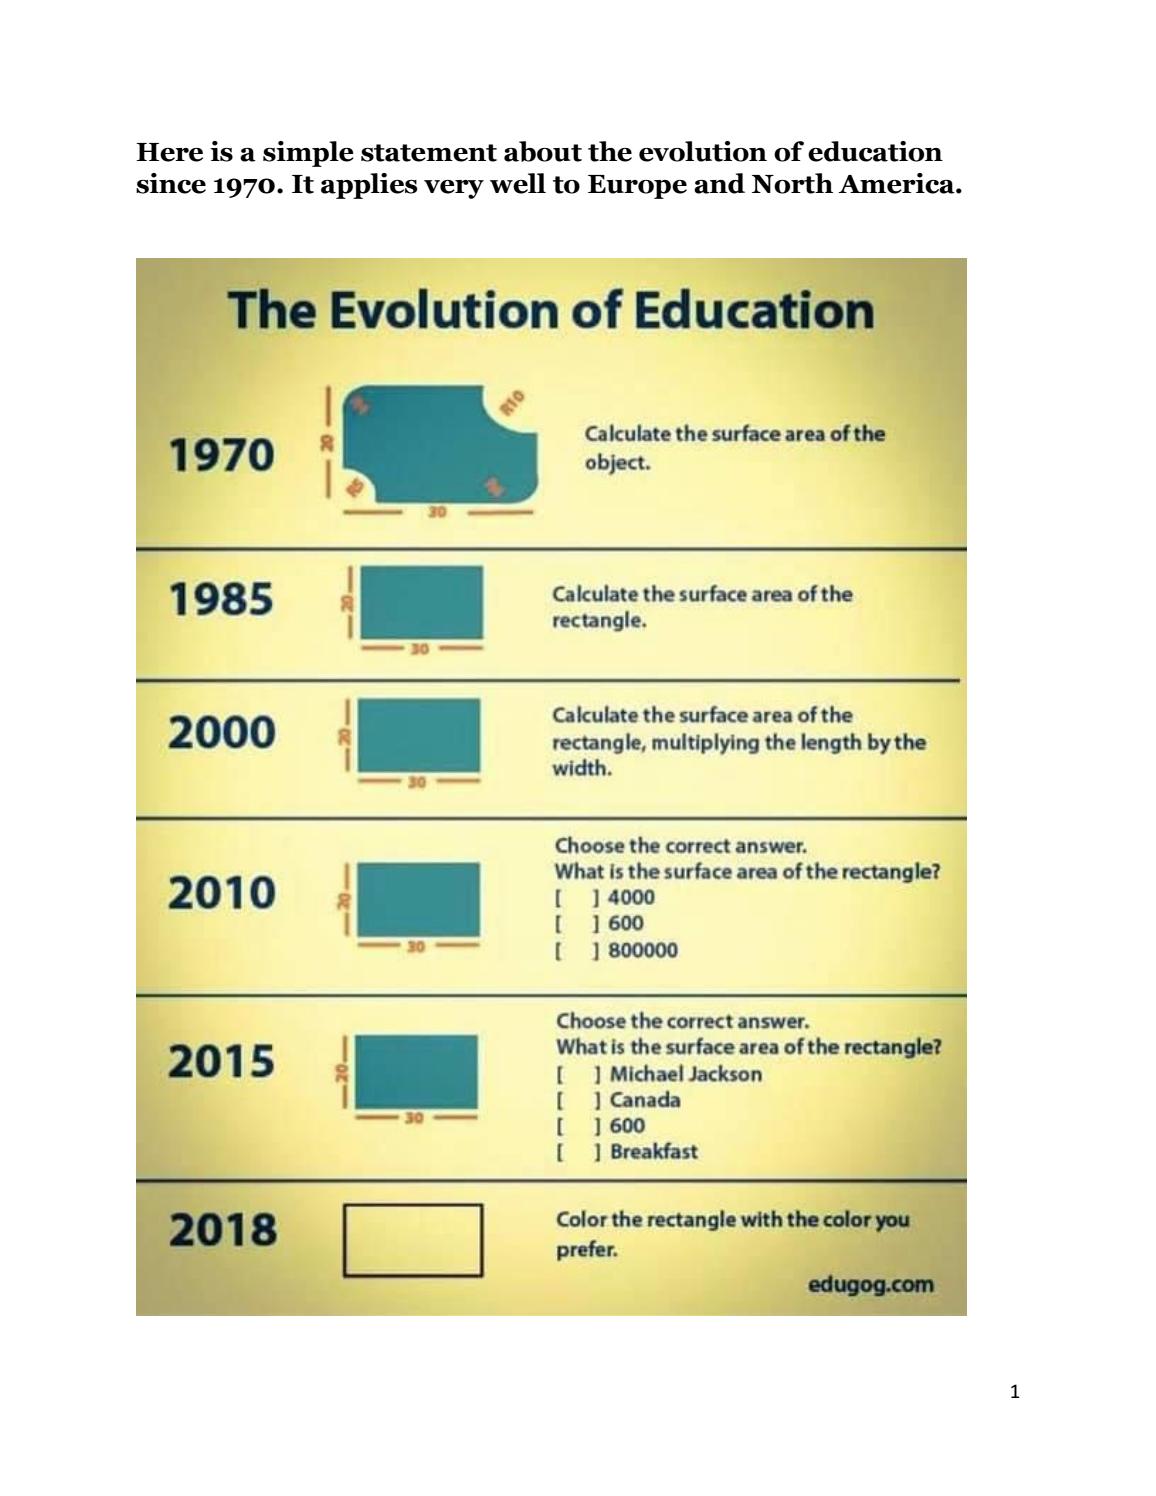 Here is a simple statement about the evolution of education
since 1970. It applies very well to Europe and North America.
The Evolution of Education
1970
20
R10
R5
30
Calculate the surface area of the
object.
1985
20
30
Calculate the surface area of the
rectangle.
2000
20
30
Calculate the surface area of the
rectangle, multiplying the length by the
width.
2010
20
30
Choose the correct answer.
What is the surface area of the rectangle?
[ ] 4000
[ ] 600
[ ] 800000
2015
20
30
Choose the correct answer.
What is the surface area of the rectangle?
[ ] Michael Jackson
[ ] Canada
[ ] 600
[ ] Breakfast
2018
Color the rectangle with the color you
prefer.
edugog.com
1